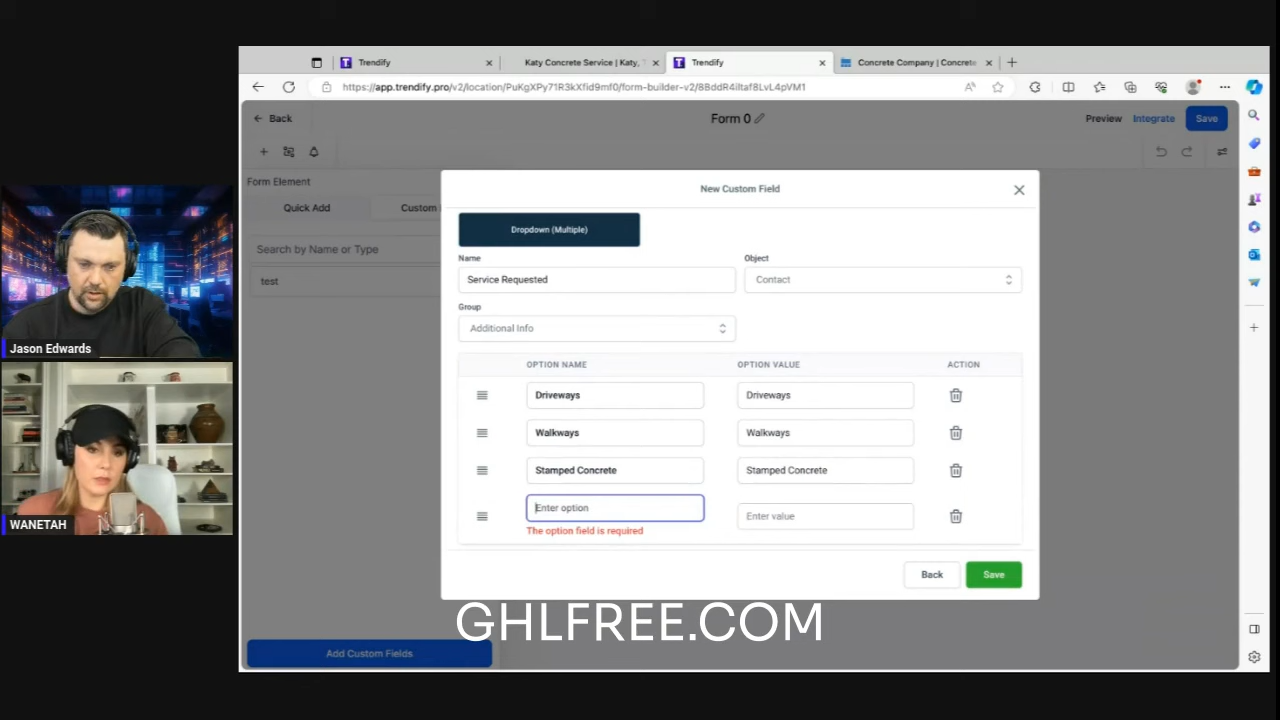 Trendify
Katy Concrete Service | Katy,
Trendify
Concrete Company | Concrete
https://app.trendify.pro/v2/location/PuKgXPy71R3kXfid9mf0/form-builder-v2/8BddR4iltaf8LvL4pVM1
Back
Form 0
Preview
Integrate
Save
Form Element
Quick Add
Custom
Search by Name or Type
test
New Custom Field
Dropdown (Multiple)
Name
Object
Service Requested
Contact
Group
Additional Info
OPTION NAME
OPTION VALUE
ACTION
Driveways
Driveways
Walkways
Walkways
Stamped Concrete
Stamped Concrete
Enter option
Enter value
The option field is required
Back
Save
Add Custom Fields
Jason Edwards
WANETAH
GHLFREE.COM